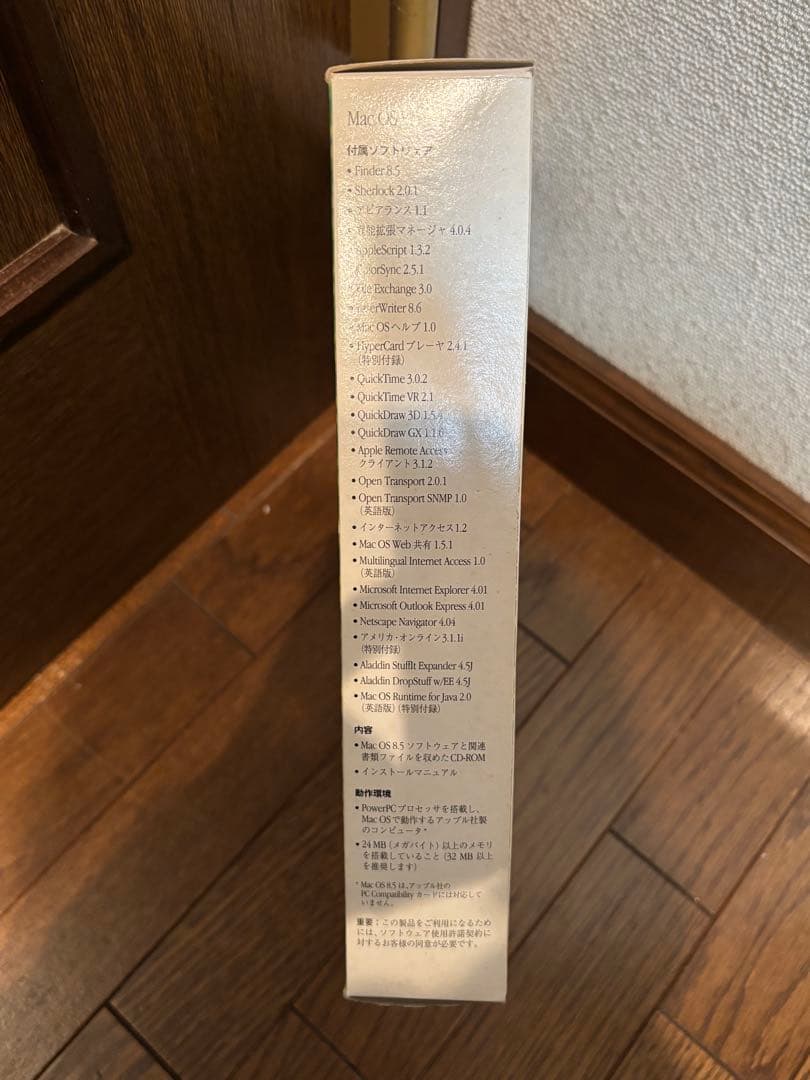 Mac OS
付属ソフトウェア
• Finder 8.5
• Sherlock 2.0.1
アピアランス 1.1
機能拡張マネージャ 4.0.4
AppleScript 1.3.2
ColorSync 2.5.1
File Exchange 3.0
LaserWriter 8.6
Mac OSヘルプ 1.0
• HyperCard プレーヤ 2.4.1
(特別付録)
• QuickTime 3.0.2
• QuickTime VR 2.1
• QuickDraw 3D 1.5.4
• QuickDraw GX 1.1.6
• Apple Remote Access
クライアント3.1.2
• Open Transport 2.0.1
• Open Transport SNMP 1.0
(英語版)
• インターネットアクセス1.2
• Mac OS Web 共有 1.5.1
• Multilingual Internet Access 1.0
(英語版)
• Microsoft Internet Explorer 4.01
• Microsoft Outlook Express 4.01
• Netscape Navigator 4.04
• アメリカ・オンライン3.1.1i
(特別付録)
• Aladdin StuffIt Expander 4.5J
• Aladdin DropStuff w/EE 4.5J
• Mac OS Runtime for Java 2.0
(英語版)(特別付録)
内容
• Mac OS 8.5 ソフトウェアと関連
書類ファイルを収めた CD-ROM
• インストールマニュアル
動作環境
• PowerPCプロセッサを搭載し、
Mac OSで動作するアップル社製
のコンピュータ*
• 24 MB (メガバイト) 以上のメモリ
を搭載していること (32 MB 以上
を推奨します)
* Mac OS 8.5 は、アップル社の
PC Compatibility カードには対応して
いません。
重要：この製品をご利用になるため
には、ソフトウェア使用許諾契約に
対するお客様の同意が必要です。